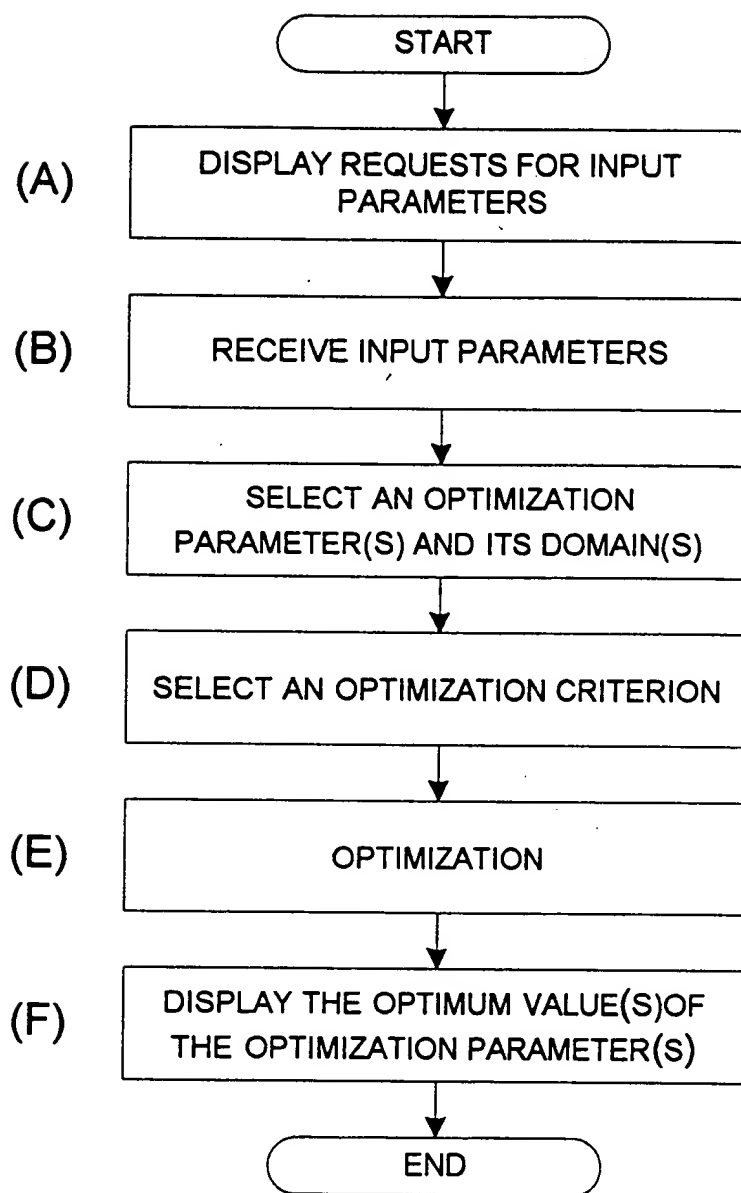 START
(A)
DISPLAY REQUESTS FOR INPUT
PARAMETERS
(B)
RECEIVE INPUT PARAMETERS
(C)
SELECT AN OPTIMIZATION
PARAMETER(S) AND ITS DOMAIN(S)
(D)
SELECT AN OPTIMIZATION CRITERION
(E)
OPTIMIZATION
(F)
DISPLAY THE OPTIMUM VALUE(S)OF
THE OPTIMIZATION PARAMETER(S)
END